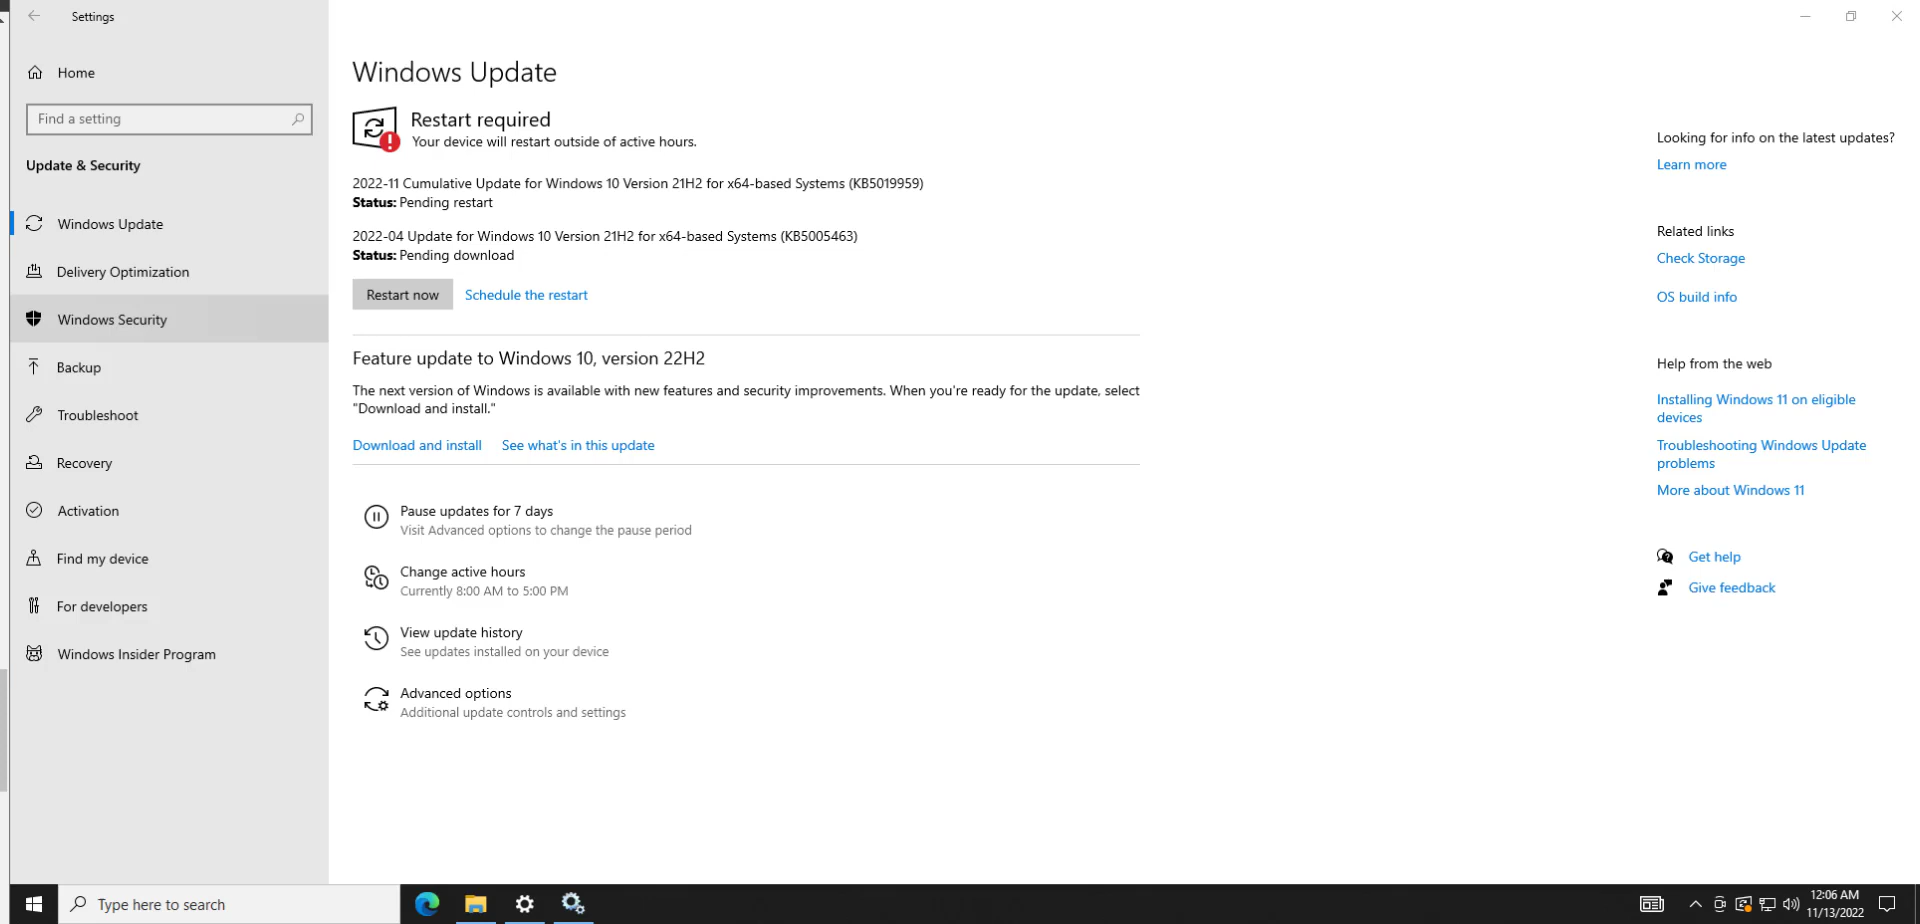 Settings
Home
Find a setting
Update & Security
Windows Update
Delivery Optimization
Windows Security
Backup
Troubleshoot
Recovery
Activation
Find my device
For developers
Windows Insider Program
Windows Update
Restart required
Your device will restart outside of active hours.
2022-11 Cumulative Update for Windows 10 Version 21H2 for x64-based Systems (KB5019959)
Status: Pending restart
2022-04 Update for Windows 10 Version 21H2 for x64-based Systems (KB5005463)
Status: Pending download
Restart now Schedule the restart
Feature update to Windows 10, version 22H2
The next version of Windows is available with new features and security improvements. When you're ready for the update, select
"Download and install."
Download and install See what's in this update
Pause updates for 7 days
Visit Advanced options to change the pause period
Change active hours
Currently 8:00 AM to 5:00 PM
View update history
See updates installed on your device
Advanced options
Additional update controls and settings
Looking for info on the latest updates?
Learn more
Related links
Check Storage
OS build info
Help from the web
Installing Windows 11 on eligible
devices
Troubleshooting Windows Update
problems
More about Windows 11
Get help
Give feedback
Type here to search
12:06 AM
11/13/2022